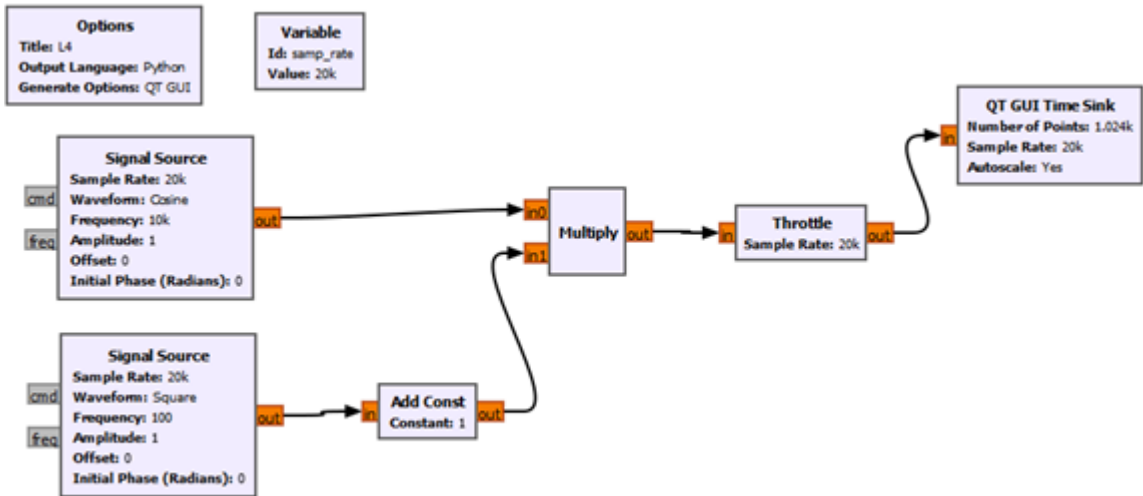 Options
Title: L4
Output Language: Python
Generate Options: QT GUI
Variable
Id: samp_rate
Value: 20k
Signal Source
Sample Rate: 20k
Waveform: Cosine
Frequency: 10k
Amplitude: 1
Offset: 0
Initial Phase (Radians): 0
cmd
freq
out
Signal Source
Sample Rate: 20k
Waveform: Square
Frequency: 100
Amplitude: 1
Offset: 0
Initial Phase (Radians): 0
cmd
freq
out
Add Const
Constant: 1
in
out
Multiply
in0
in1
out
Throttle
Sample Rate: 20k
in
out
QT GUI Time Sink
Number of Points: 1.024k
Sample Rate: 20k
Autoscale: Yes
in